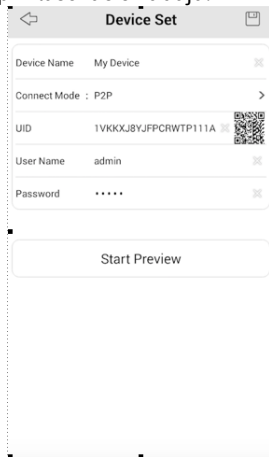 Device Set
Device Name My Device
Connect Mode : P2P
UID 1VKKXJ8YJFPCRWTP111A
User Name admin
Password •••••
Start Preview